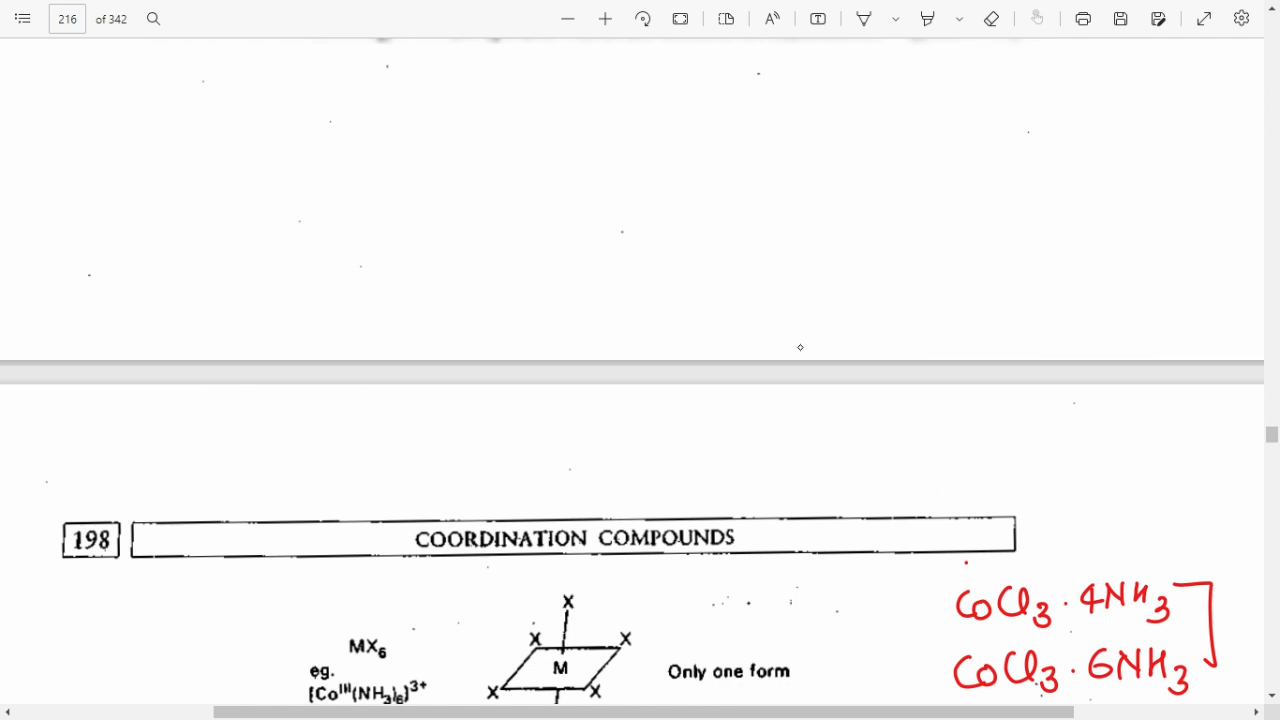 216 of 342
198 COORDINATION COMPOUNDS
CoCl3 · 4NH3
CoCl3 · 6NH3
X
X X
MX6
M
Only one form
eg.
[CoIII(NH3)6]3+
X X